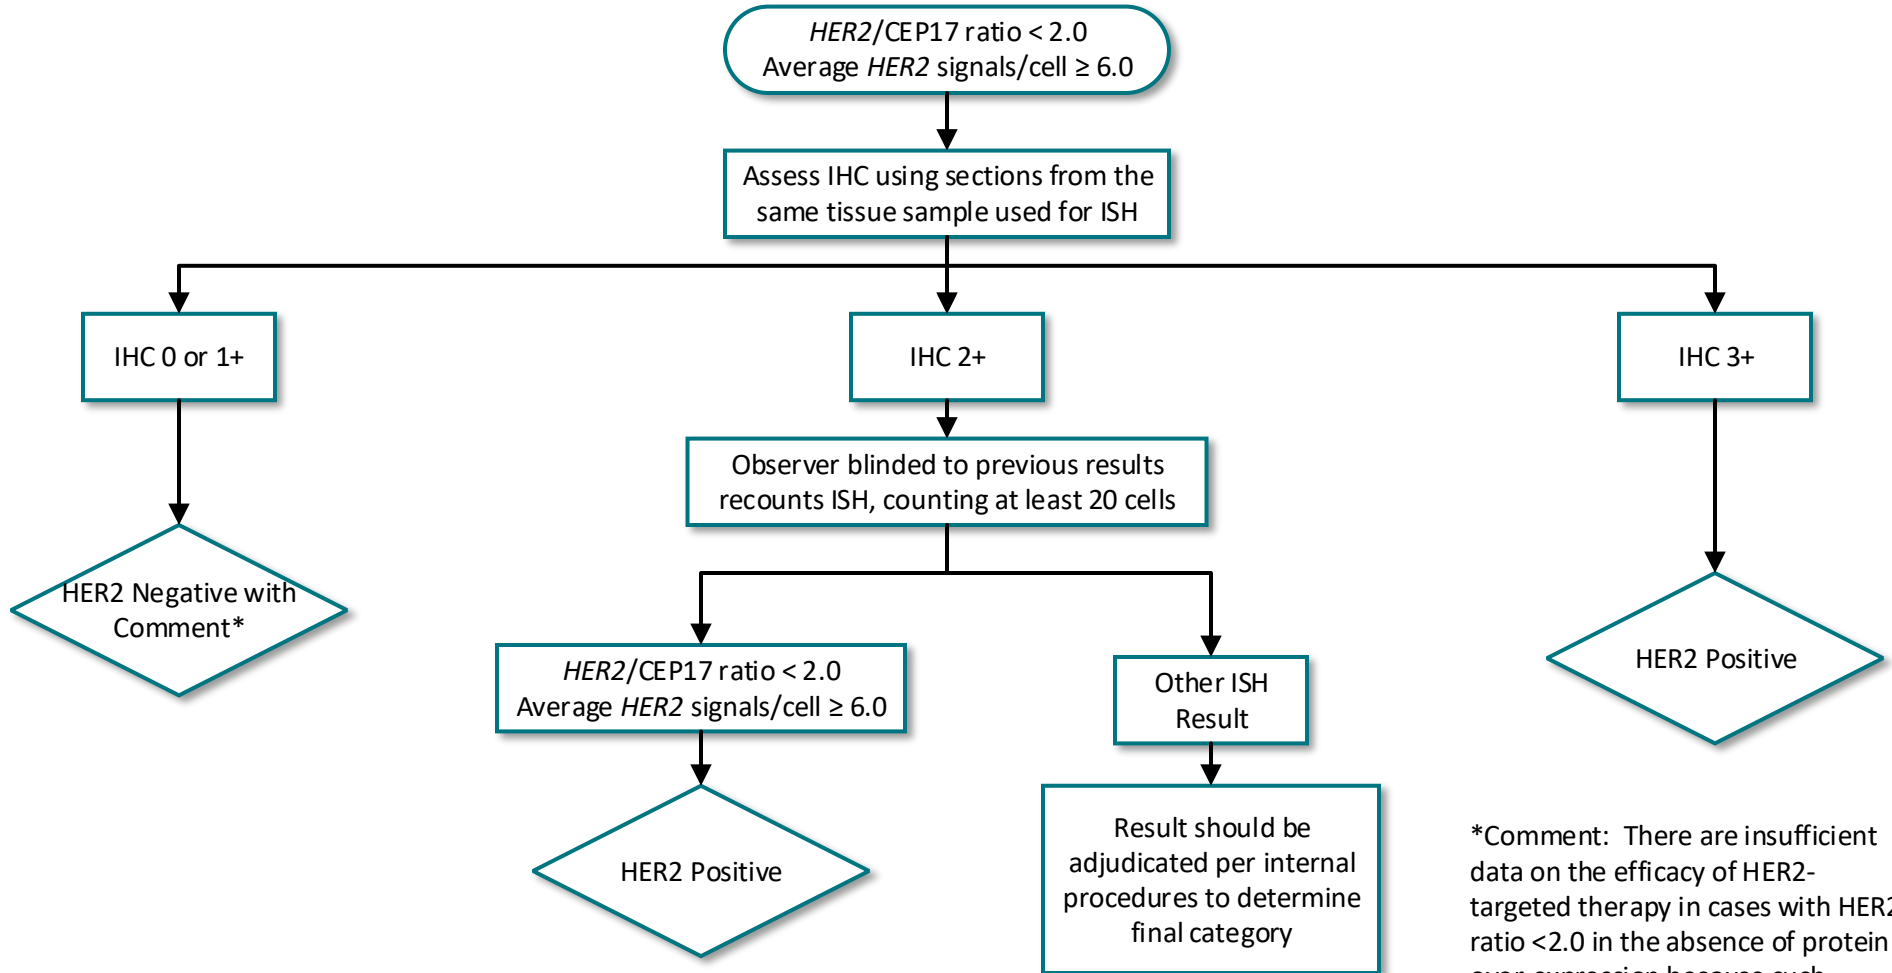 HER2/CEP17 ratio < 2.0
Average HER2 signals/cell ≥ 6.0
Assess IHC using sections from the
same tissue sample used for ISH
IHC 0 or 1+
IHC 2+
IHC 3+
Observer blinded to previous results
recounts ISH, counting at least 20 cells
HER2 Negative with
Comment*
HER2/CEP17 ratio < 2.0
Average HER2 signals/cell ≥ 6.0
Other ISH
Result
HER2 Positive
HER2 Positive
Result should be
adjudicated per internal
procedures to determine
final category
*Comment:  There are insufficient
data on the efficacy of HER2-
targeted therapy in cases with HER2
ratio <2.0 in the absence of protein
over-expression because such